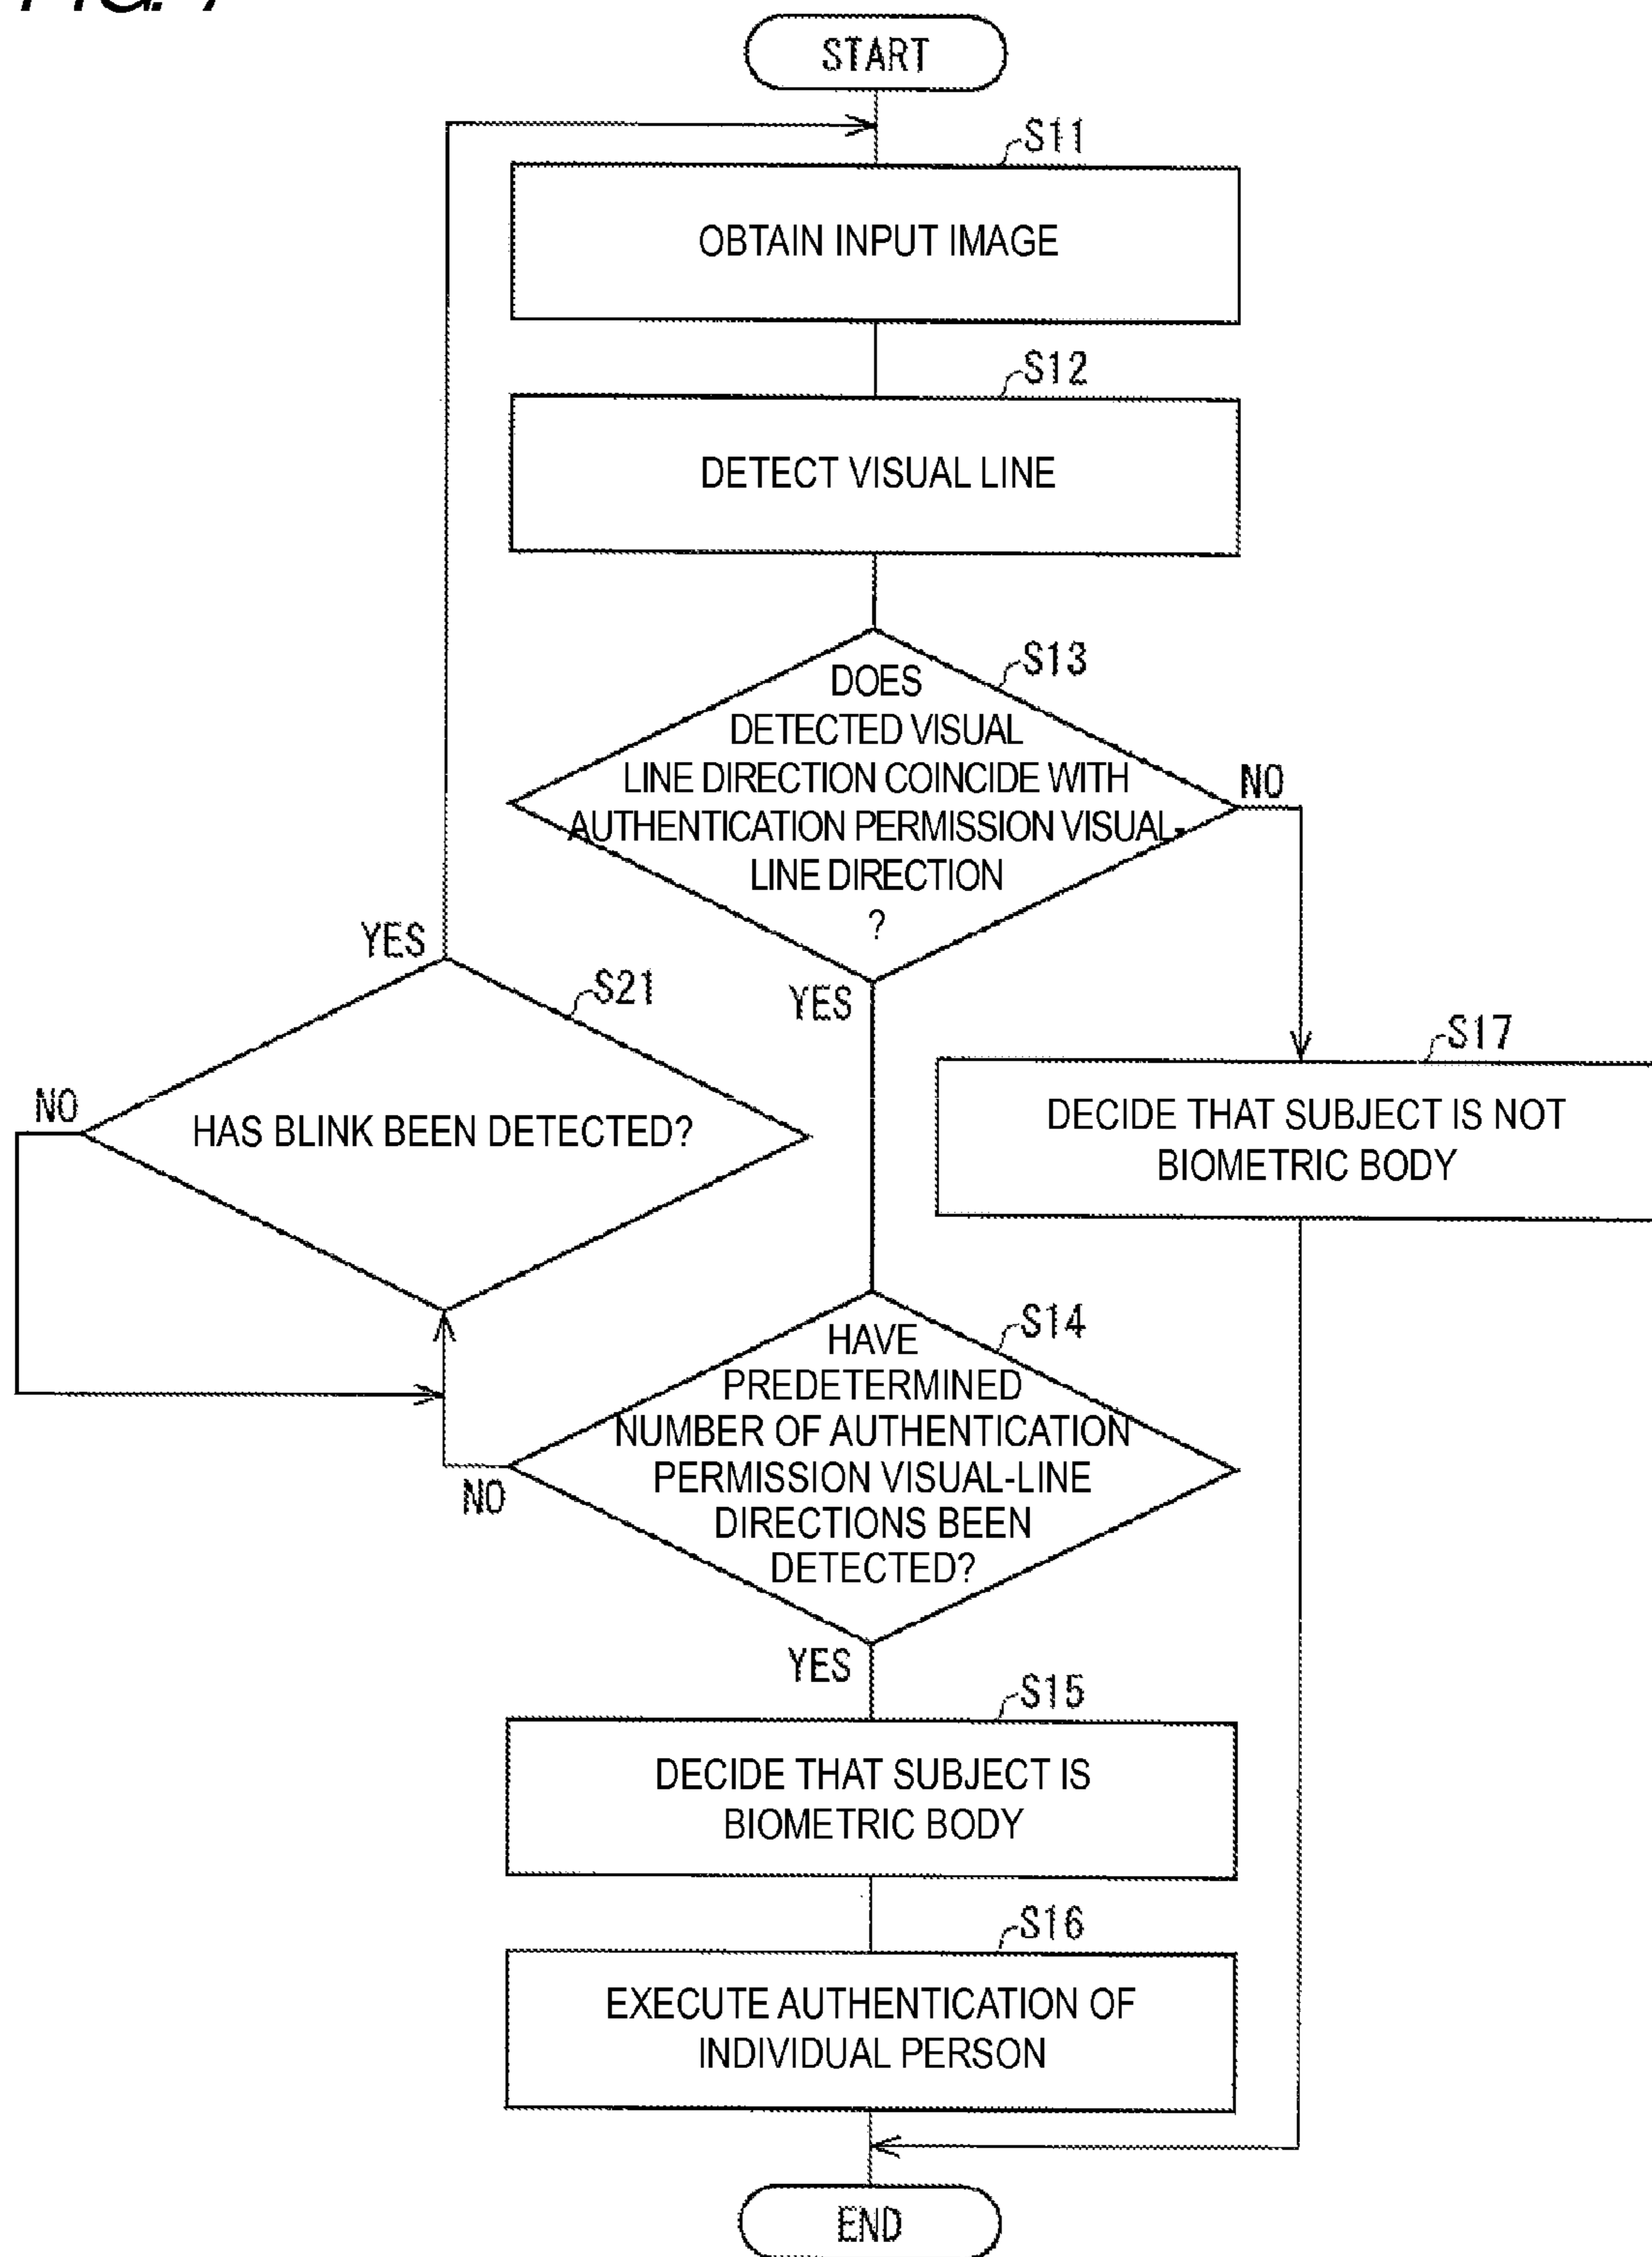 START
S11
OBTAIN INPUT IMAGE
S12
DETECT VISUAL LINE
S13
DOES
DETECTED VISUAL
LINE DIRECTION COINCIDE WITH
AUTHENTICATION PERMISSION VISUAL-
LINE DIRECTION
?
NO
YES
YES
S21
HAS BLINK BEEN DETECTED?
NO
S17
DECIDE THAT SUBJECT IS NOT
BIOMETRIC BODY
S14
HAVE
PREDETERMINED
NUMBER OF AUTHENTICATION
PERMISSION VISUAL-LINE
DIRECTIONS BEEN
DETECTED?
NO
YES
S15
DECIDE THAT SUBJECT IS
BIOMETRIC BODY
S16
EXECUTE AUTHENTICATION OF
INDIVIDUAL PERSON
END